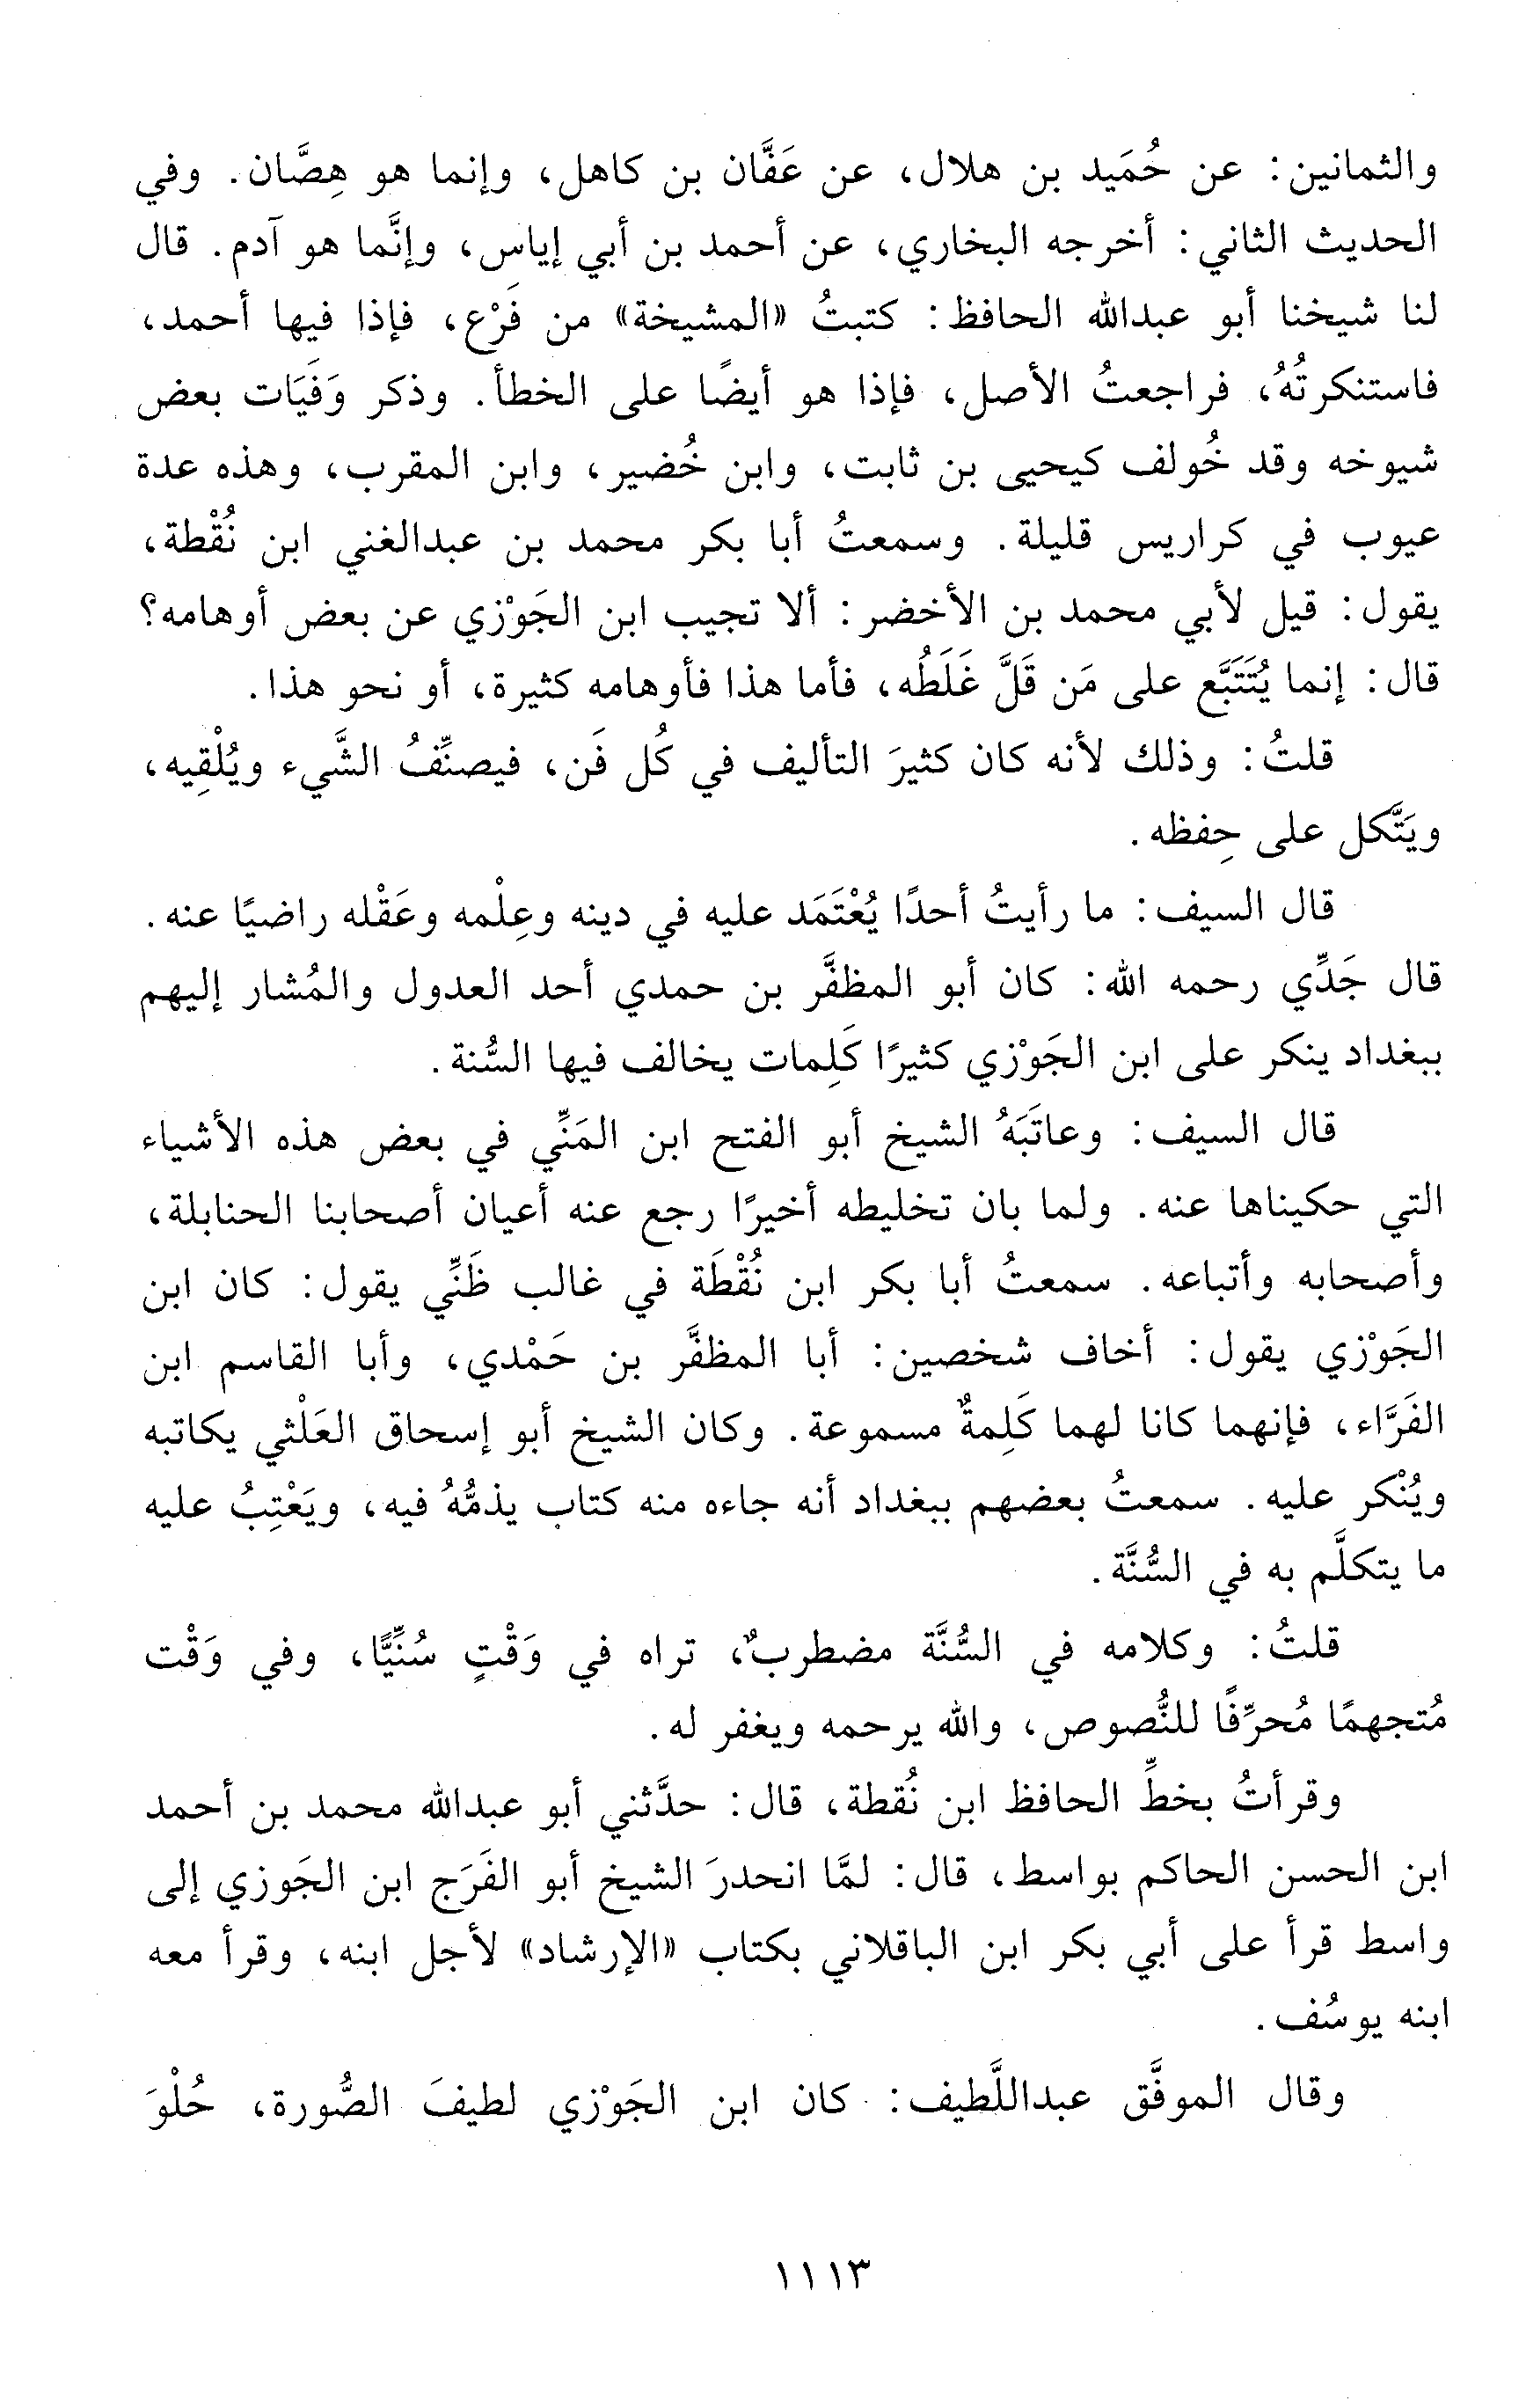 والثمانين: عن حُمَيد بن هلال، عن عَفَّان بن كاهل، وإنما هو هِصَّان. وفي
الحديث الثاني: أخرجه البخاري، عن أحمد بن أبي إياس، وإنَّما هو آدم. قال
لنا شيخنا أبو عبدالله الحافظ: كتبتُ «المشيخة» من فَرْع، فإذا فيها أحمد،
فاستنكرتُهُ، فراجعتُ الأصل، فإذا هو أيضًا على الخطأ. وذكر وَفَيَات بعض
شيوخه وقد خُولف كيحيى بن ثابت، وابن خُضير، وابن المقرب، وهذه عدة
عيوب في كراريس قليلة. وسمعتُ أبا بكر محمد بن عبدالغني ابن نُقْطة،
يقول: قيل لأبي محمد بن الأخضر: ألا تجيب ابن الجَوْزي عن بعض أوهامه؟
قال: إنما يُتَتَبَّع على مَن قَلَّ غَلَطُه، فأما هذا فأوهامه كثيرة، أو نحو هذا.
قلتُ: وذلك لأنه كان كثيرَ التأليف في كُل فَن، فيصنِّفُ الشَّيء ويُلْقِيه،
ويَتَّكل على حِفظه.
قال السيف: ما رأيتُ أحدًا يُعْتَمَد عليه في دينه وعِلْمه وعَقْله راضيًا عنه.
قال جَدِّي رحمه الله: كان أبو المظفَّر بن حمدي أحد العدول والمُشار إليهم
ببغداد ينكر على ابن الجَوْزي كثيرًا كَلِمات يخالف فيها السُّنة.
قال السيف: وعاتَبَهُ الشيخ أبو الفتح ابن المَنِّي في بعض هذه الأشياء
التي حكيناها عنه. ولما بان تخليطه أخيرًا رجع عنه أعيان أصحابنا الحنابلة،
وأصحابه وأتباعه. سمعتُ أبا بكر ابن نُقْطَة في غالب ظَنِّي يقول: كان ابن
الجَوْزي يقول: أخاف شخصين: أبا المظفَّر بن حَمْدي، وأبا القاسم ابن
الفَرَّاء، فإنهما كانا لهما كَلِمةٌ مسموعة. وكان الشيخ أبو إسحاق العَلْثي يكاتبه
ويُنْكر عليه. سمعتُ بعضهم ببغداد أنه جاءه منه كتاب يذمُّهُ فيه، ويَعْتِبُ عليه
ما يتكلَّم به في السُّنَّة.
قلتُ: وكلامه في السُّنَّة مضطربٌ، تراه في وَقْتٍ سُنِّيًّا، وفي وَقْت
مُتجهمًا مُحرِّفًا للنُّصوص، والله يرحمه ويغفر له.
وقرأتُ بخطِّ الحافظ ابن نُقطة، قال: حدَّثني أبو عبدالله محمد بن أحمد
ابن الحسن الحاكم بواسط، قال: لمَّا انحدرَ الشيخ أبو الفَرَج ابن الجَوزي إلى
واسط قرأ على أبي بكر ابن الباقلاني بكتاب «الإرشاد» لأجل ابنه، وقرأ معه
ابنه يوسُف.
وقال الموفَّق عبداللَّطيف: كان ابن الجَوْزي لطيفَ الصُّورة، حُلْوَ
١١١٣